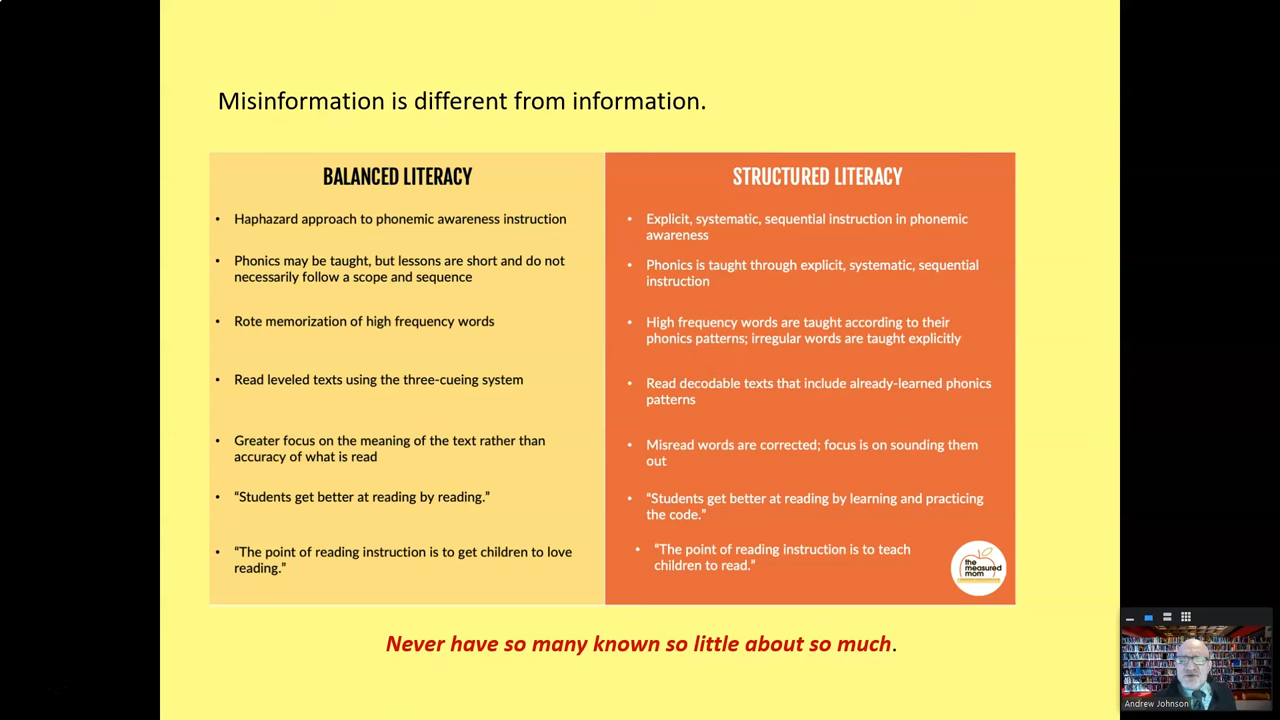 Misinformation is different from information.
BALANCED LITERACY
• Haphazard approach to phonemic awareness instruction
• Phonics may be taught, but lessons are short and do not
necessarily follow a scope and sequence
• Rote memorization of high frequency words
• Read leveled texts using the three-cueing system
• Greater focus on the meaning of the text rather than
accuracy of what is read
• “Students get better at reading by reading.”
• “The point of reading instruction is to get children to love
reading.”
STRUCTURED LITERACY
• Explicit, systematic, sequential instruction in phonemic
awareness
• Phonics is taught through explicit, systematic, sequential
instruction
• High frequency words are taught according to their
phonics patterns; irregular words are taught explicitly
• Read decodable texts that include already-learned phonics
patterns
• Misread words are corrected; focus is on sounding them
out
• “Students get better at reading by learning and practicing
the code.”
• “The point of reading instruction is to teach
children to read.”
the
measured
mom
Never have so many known so little about so much.
Andrew Johnson